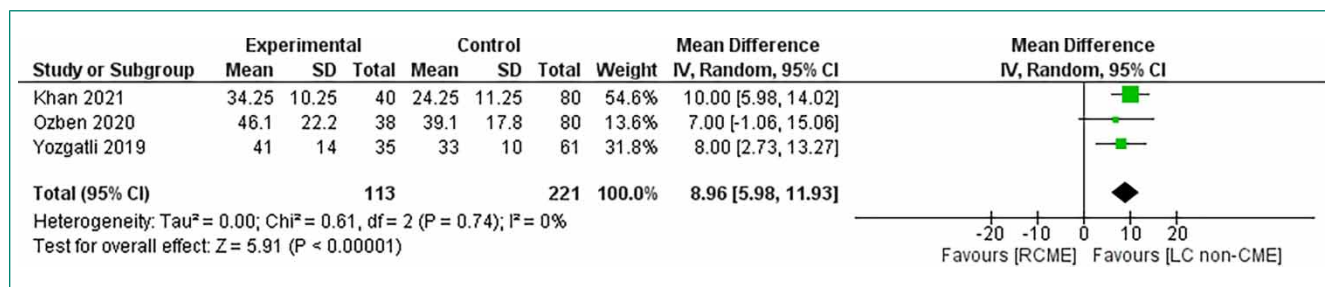 Experimental Control Mean Difference Mean Difference
Study or Subgroup Mean SD Total Mean SD Total Weight IV, Random, 95% CI IV, Random, 95% CI
Khan 2021 34.25 10.25 40 24.25 11.25 80 54.6% 10.00 [5.98, 14.02]
Ozben 2020 46.1 22.2 38 39.1 17.8 80 13.6% 7.00 [-1.06, 15.06]
Yozgatli 2019 41 14 35 33 10 61 31.8% 8.00 [2.73, 13.27]
Total (95% CI) 113 221 100.0% 8.96 [5.98, 11.93]
Heterogeneity: Tau² = 0.00; Chi² = 0.61, df = 2 (P = 0.74); I² = 0%
Test for overall effect: Z = 5.91 (P < 0.00001)
-20 -10 0 10 20
Favours [RCME] Favours [LC non-CME]